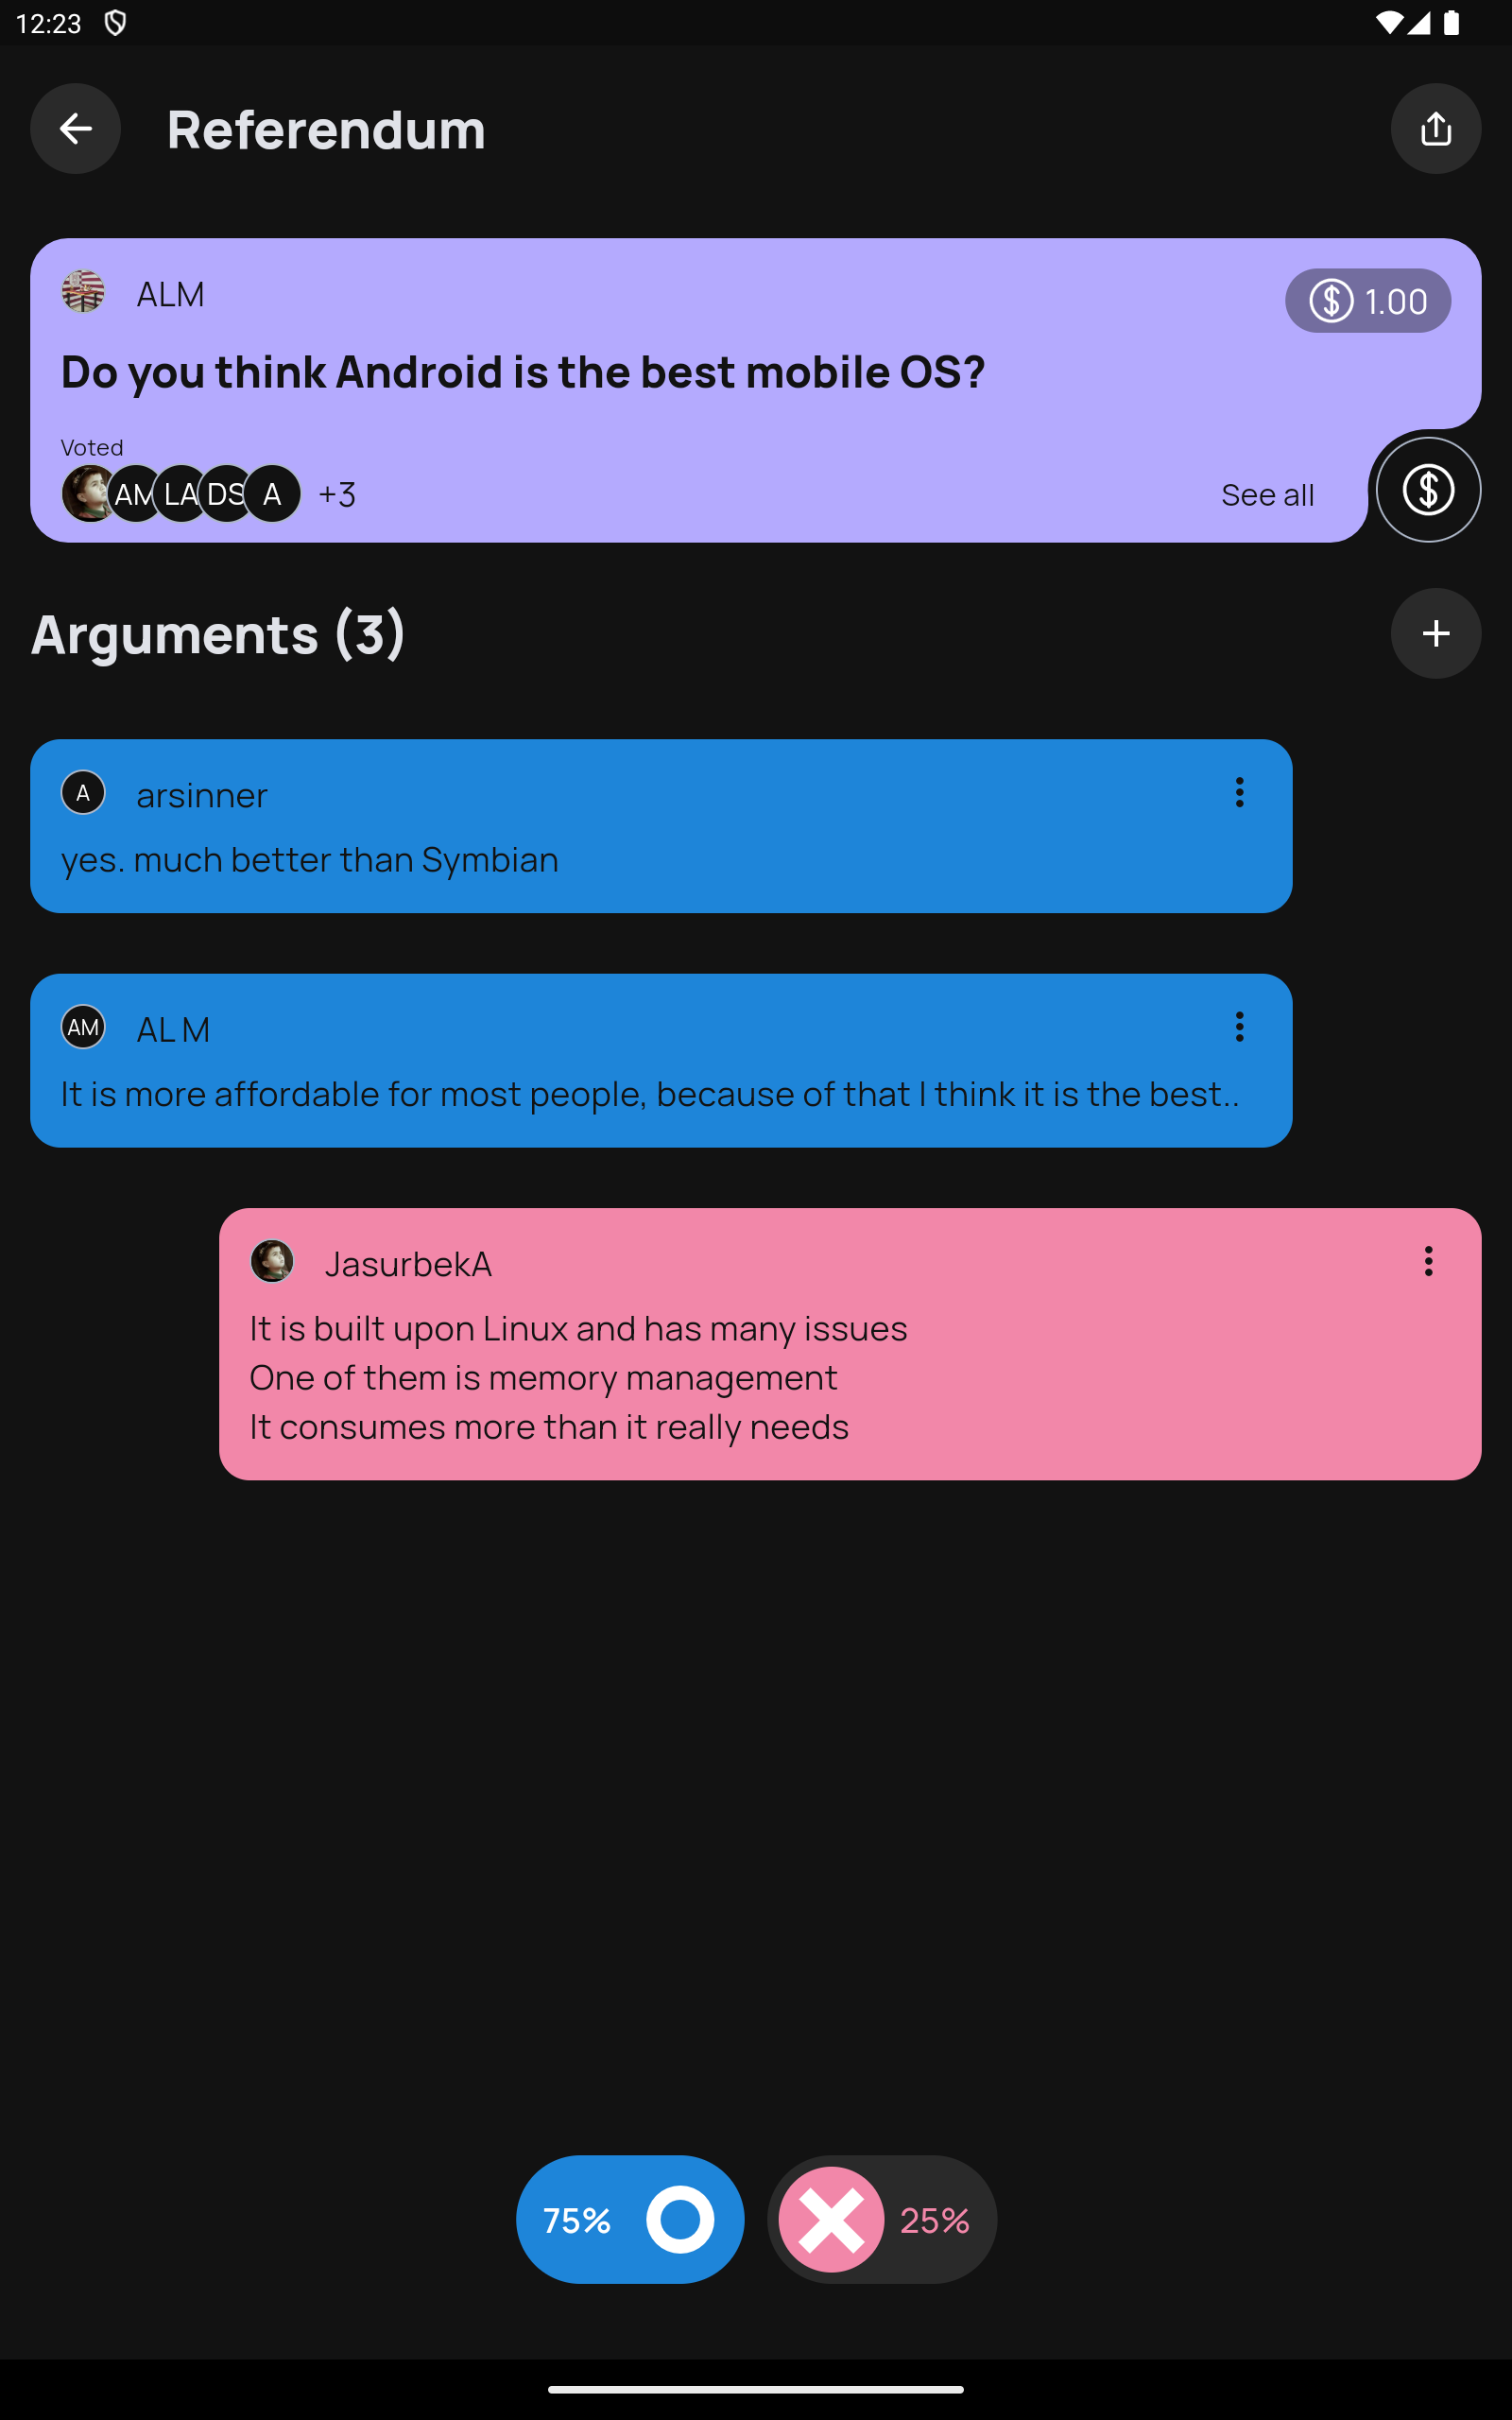 12:23
Referendum
ALM
1.00
Do you think Android is the best mobile OS?
Voted
AM LA DS A +3
See all
Arguments (3)
A arsinner
yes. much better than Symbian
AM AL M
It is more affordable for most people, because of that I think it is the best..
JasurbekA
It is built upon Linux and has many issues
One of them is memory management
It consumes more than it really needs
75%
25%